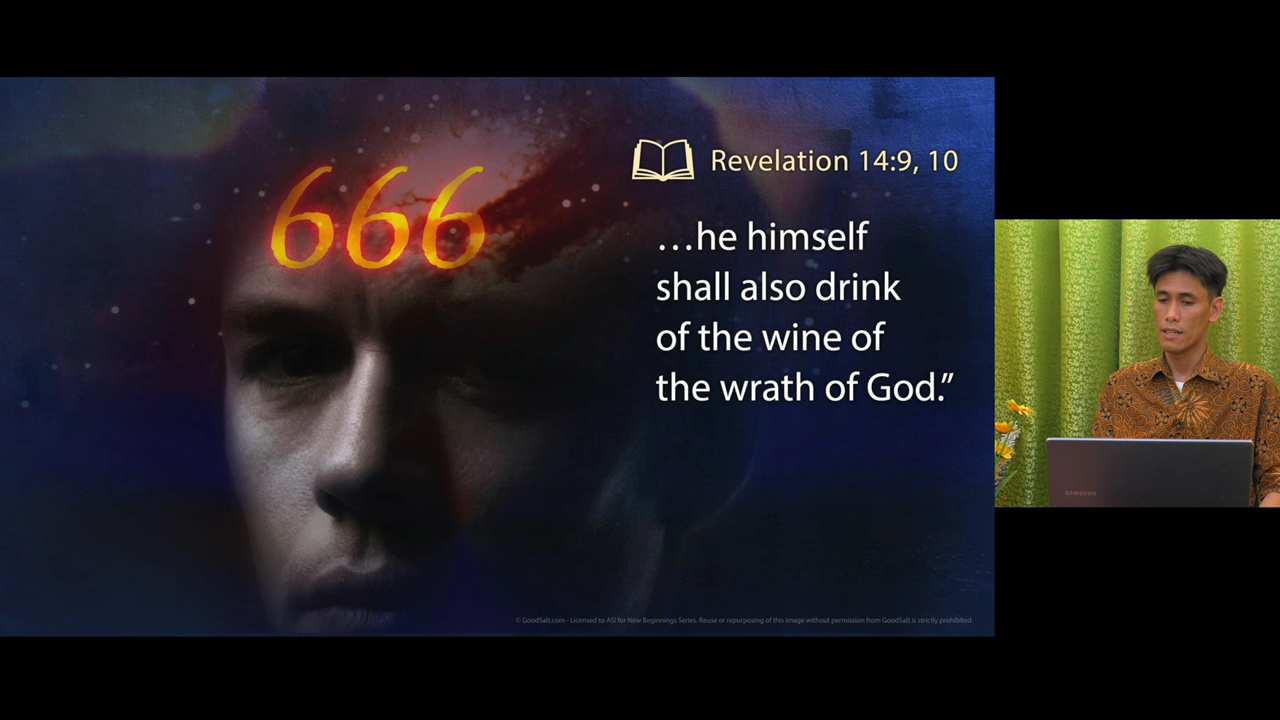 666
Revelation 14:9, 10
…he himself
shall also drink
of the wine of
the wrath of God.”
© GoodSalt.com - Licensed to ASI for New Beginnings Series. Reuse or repurposing of this image without permission from GoodSalt is strictly prohibited.
SAMSUNG